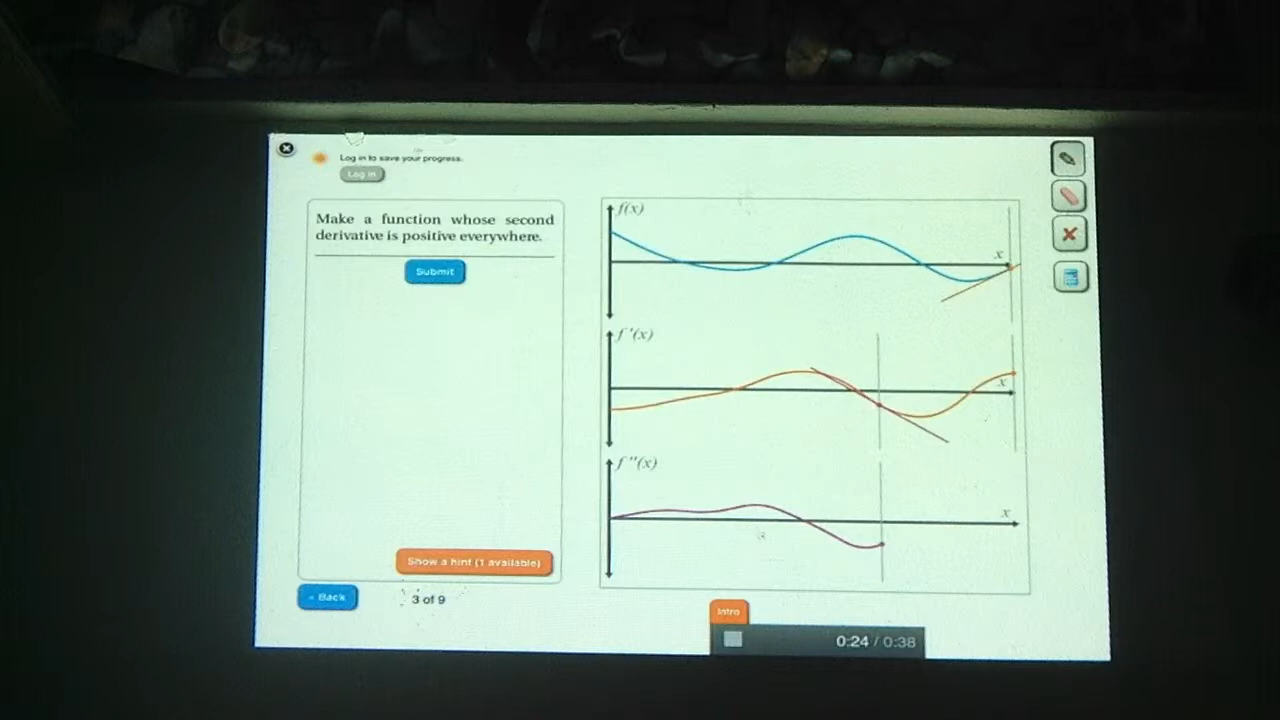 Log in to save your progress.
Log in
Make a function whose second
derivative is positive everywhere.
Submit
Show a hint (1 available)
« Back
3 of 9
f(x)
x
f'(x)
x
f"(x)
x
Intro
0:24 / 0:38